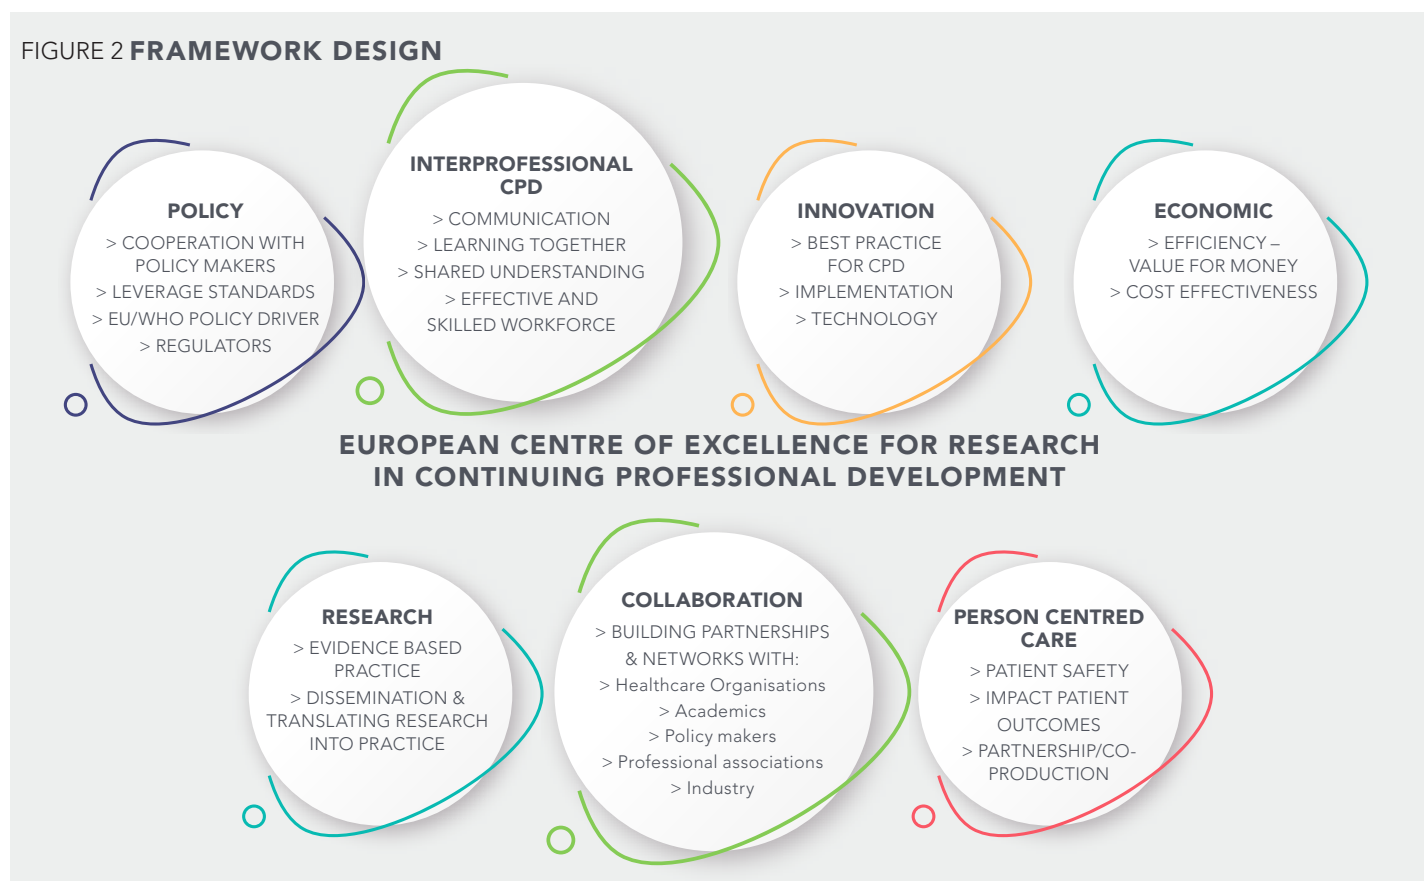 FIGURE 2 FRAMEWORK DESIGN
POLICY
> COOPERATION WITH
POLICY MAKERS
> LEVERAGE STANDARDS
> EU/WHO POLICY DRIVER
> REGULATORS
INTERPROFESSIONAL
CPD
> COMMUNICATION
> LEARNING TOGETHER
> SHARED UNDERSTANDING
> EFFECTIVE AND
SKILLED WORKFORCE
INNOVATION
> BEST PRACTICE
FOR CPD
> IMPLEMENTATION
> TECHNOLOGY
ECONOMIC
> EFFICIENCY –
VALUE FOR MONEY
> COST EFFECTIVENESS
EUROPEAN CENTRE OF EXCELLENCE FOR RESEARCH
IN CONTINUING PROFESSIONAL DEVELOPMENT
RESEARCH
> EVIDENCE BASED
PRACTICE
> DISSEMINATION &
TRANSLATING RESEARCH
INTO PRACTICE
COLLABORATION
> BUILDING PARTNERSHIPS
& NETWORKS WITH:
> Healthcare Organisations
> Academics
> Policy makers
> Professional associations
> Industry
PERSON CENTRED
CARE
> PATIENT SAFETY
> IMPACT PATIENT
OUTCOMES
> PARTNERSHIP/CO-
PRODUCTION